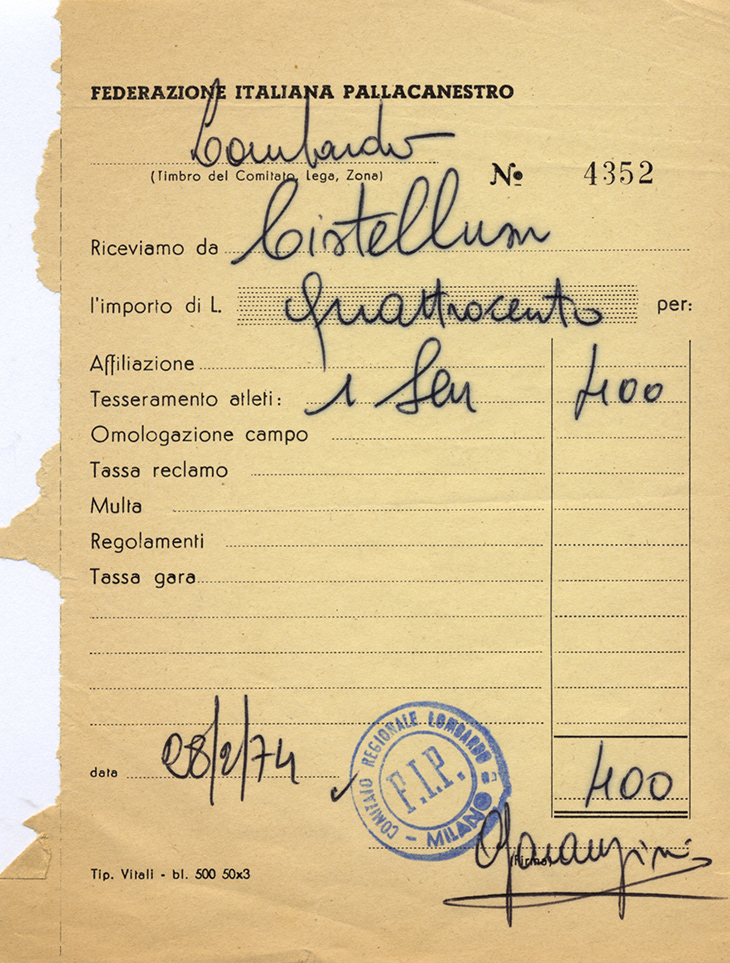 FEDERAZIONE ITALIANA PALLACANESTRO
Lombardo
(Timbro del Comitato, Lega, Zona)
No 4352
Riceviamo da Cistellum
l'importo di L. Quattrocento per:
Affiliazione
Tesseramento atleti: 1 Sen 400
Omologazione campo
Tassa reclamo
Multa
Regolamenti
Tassa gara
data 28/2/74
400
COMITATO REGIONALE LOMBARDO
F.I.P.
- MILANO
(Firma)
Tip. Vitali - bl. 500 50x3